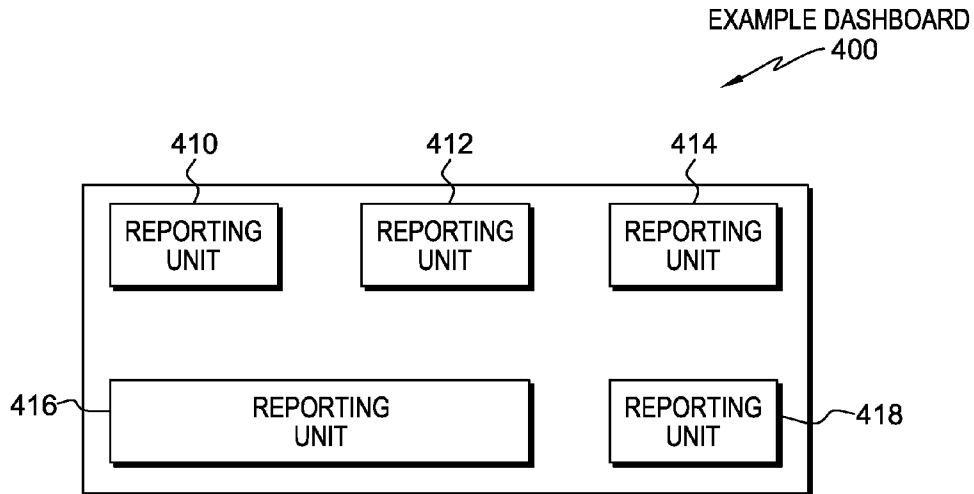 EXAMPLE DASHBOARD
400
410
412
414
REPORTING
UNIT
REPORTING
UNIT
REPORTING
UNIT
416
REPORTING
UNIT
REPORTING
UNIT
418